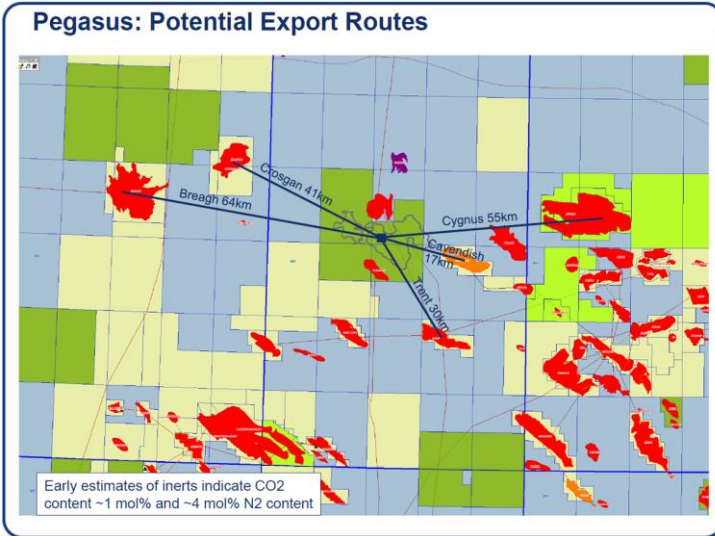 Pegasus: Potential Export Routes
Crosgan 41km
Breagh 64km
Cygnus 55km
Cavendish
17km
Trent 30km
Early estimates of inerts indicate CO2
content ~1 mol% and ~4 mol% N2 content